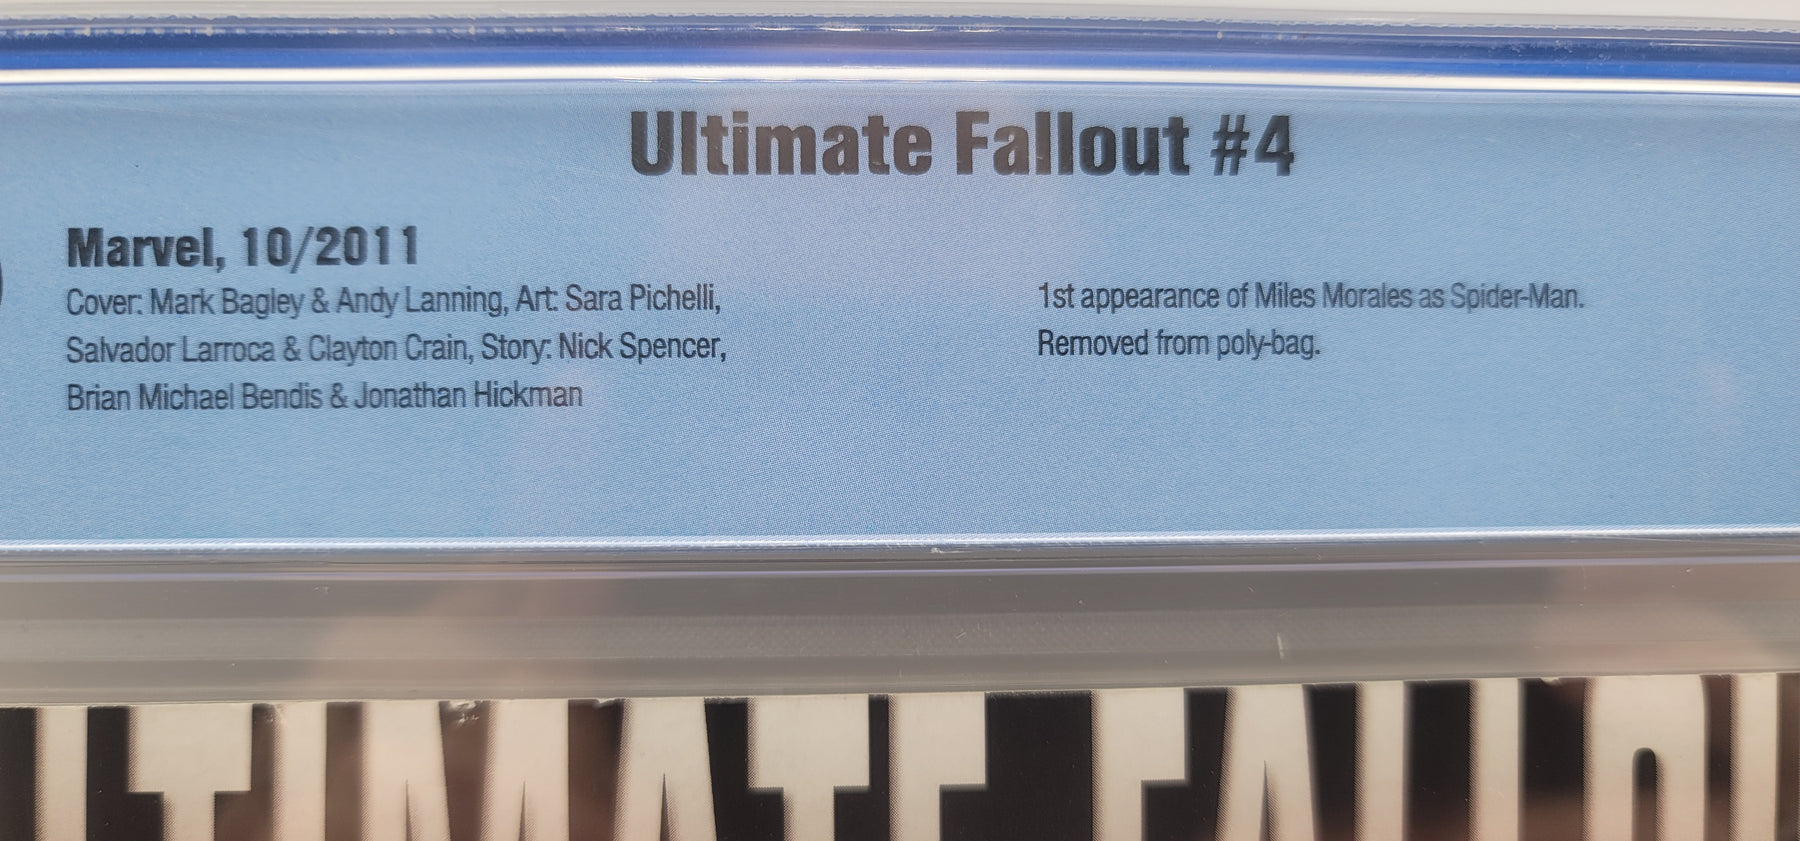 Ultimate Fallout #4
Marvel, 10/2011
Cover: Mark Bagley & Andy Lanning, Art: Sara Pichelli,
Salvador Larroca & Clayton Crain, Story: Nick Spencer,
Brian Michael Bendis & Jonathan Hickman
1st appearance of Miles Morales as Spider-Man.
Removed from poly-bag.
LTIMATE FALLO